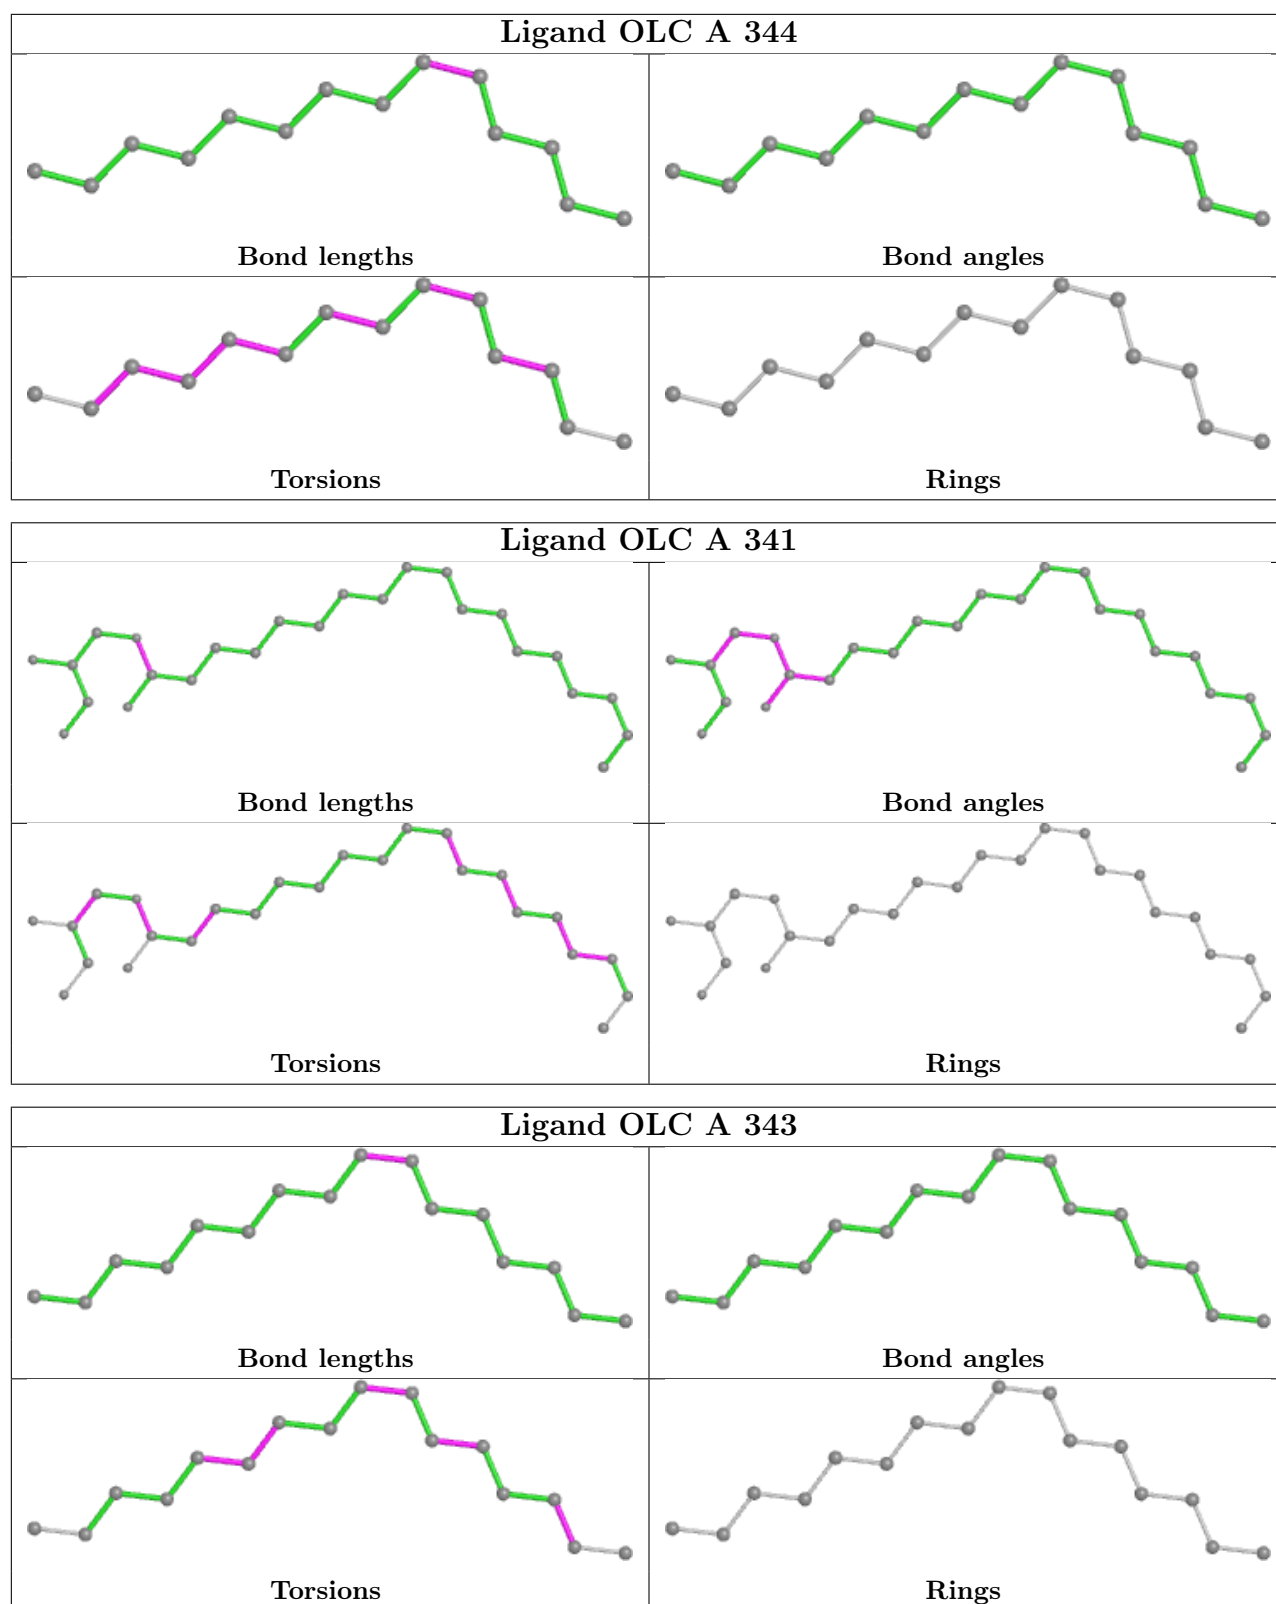 Ligand OLC A 344
Bond lengths
Bond angles
Torsions
Rings
Ligand OLC A 341
Bond lengths
Bond angles
Torsions
Rings
Ligand OLC A 343
Bond lengths
Bond angles
Torsions
Rings